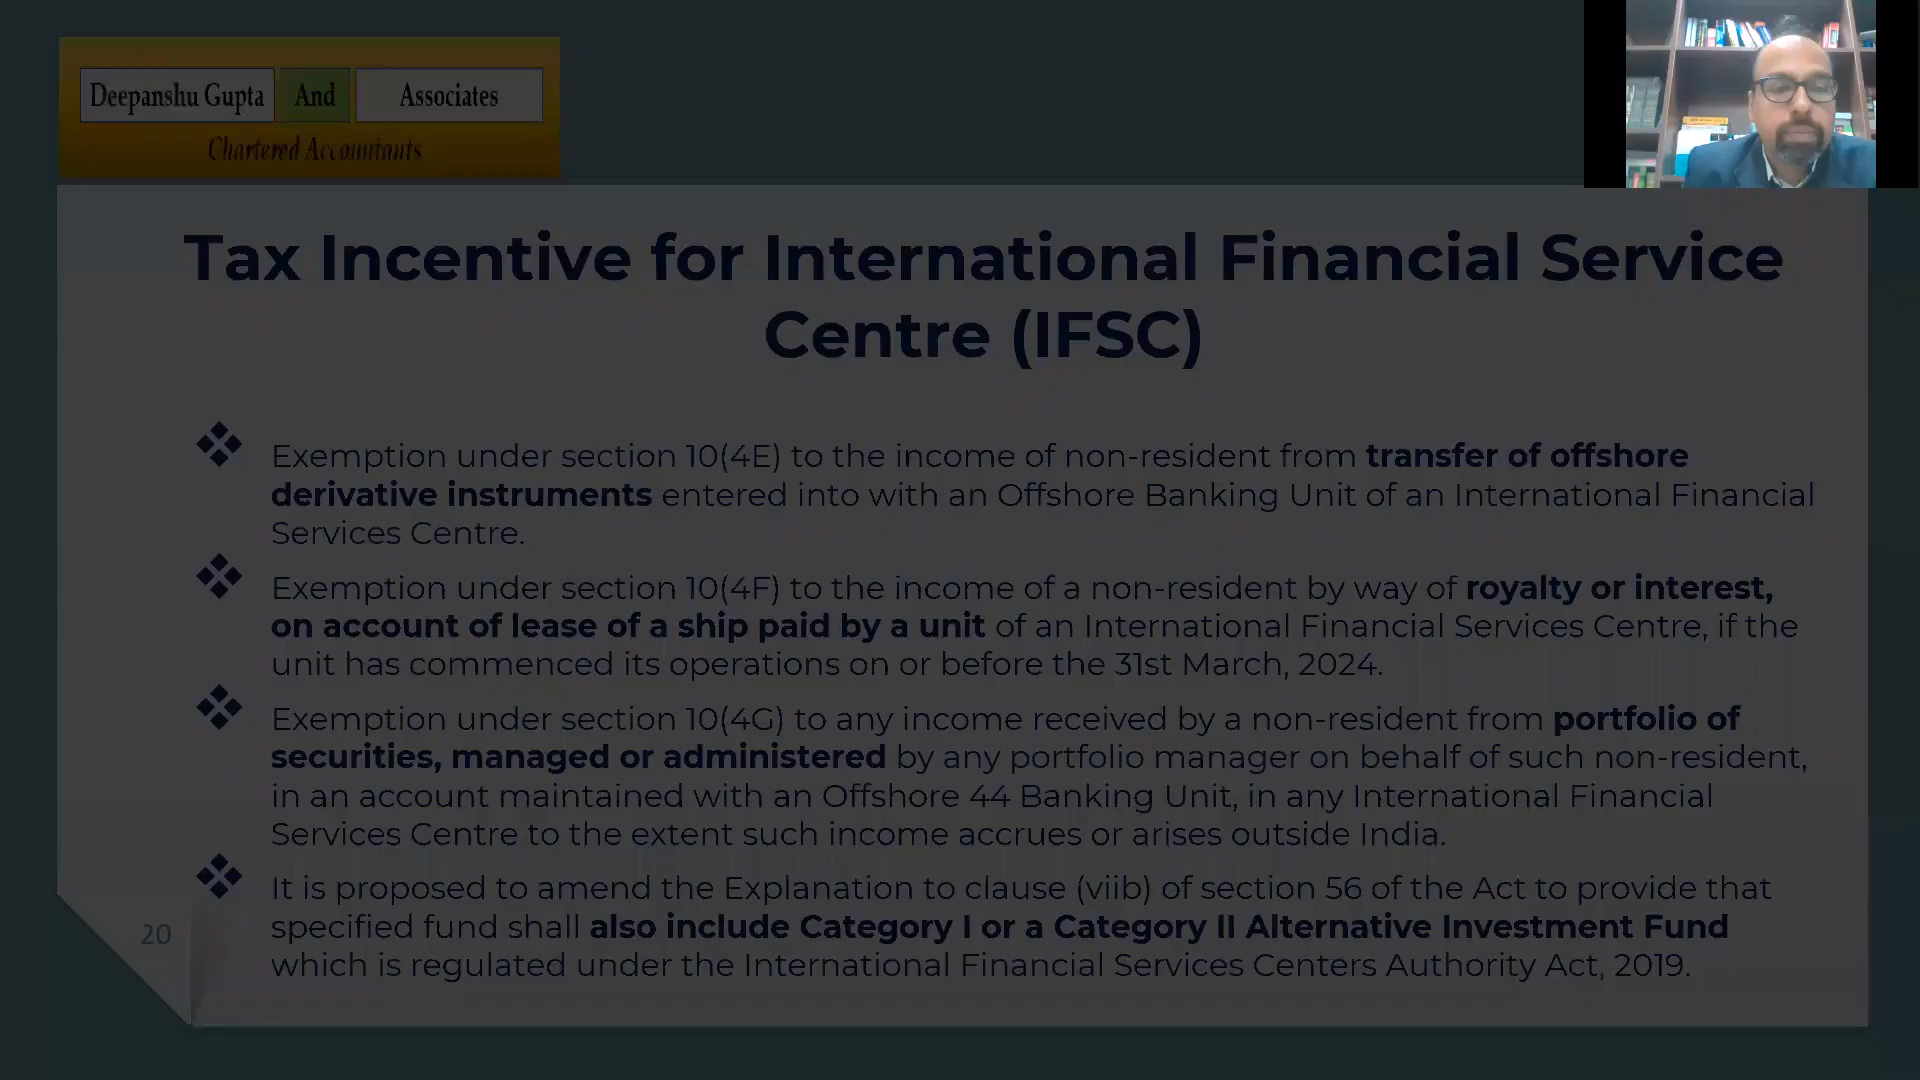 Deepanshu Gupta And Associates
Chartered Accountants
Tax Incentive for International Financial Service
Centre (IFSC)
Exemption under section 10(4E) to the income of non-resident from transfer of offshore
derivative instruments entered into with an Offshore Banking Unit of an International Financial
Services Centre.
Exemption under section 10(4F) to the income of a non-resident by way of royalty or interest,
on account of lease of a ship paid by a unit of an International Financial Services Centre, if the
unit has commenced its operations on or before the 31st March, 2024.
Exemption under section 10(4G) to any income received by a non-resident from portfolio of
securities, managed or administered by any portfolio manager on behalf of such non-resident,
in an account maintained with an Offshore 44 Banking Unit, in any International Financial
Services Centre to the extent such income accrues or arises outside India.
It is proposed to amend the Explanation to clause (viib) of section 56 of the Act to provide that
specified fund shall also include Category I or a Category II Alternative Investment Fund
which is regulated under the International Financial Services Centers Authority Act, 2019.
20